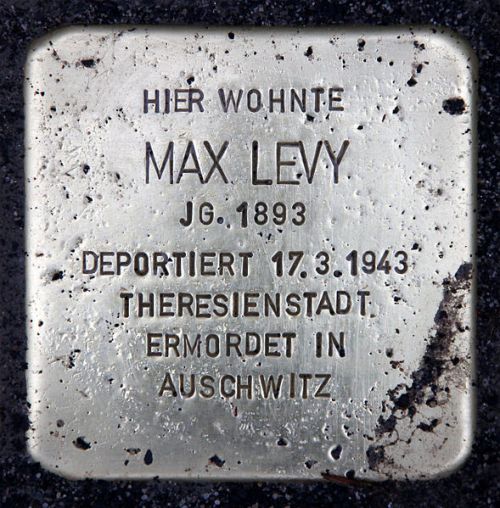 HIER WOHNTE
MAX LEVY
JG. 1893
DEPORTIERT 17.3.1943
THERESIENSTADT
ERMORDET IN
AUSCHWITZ